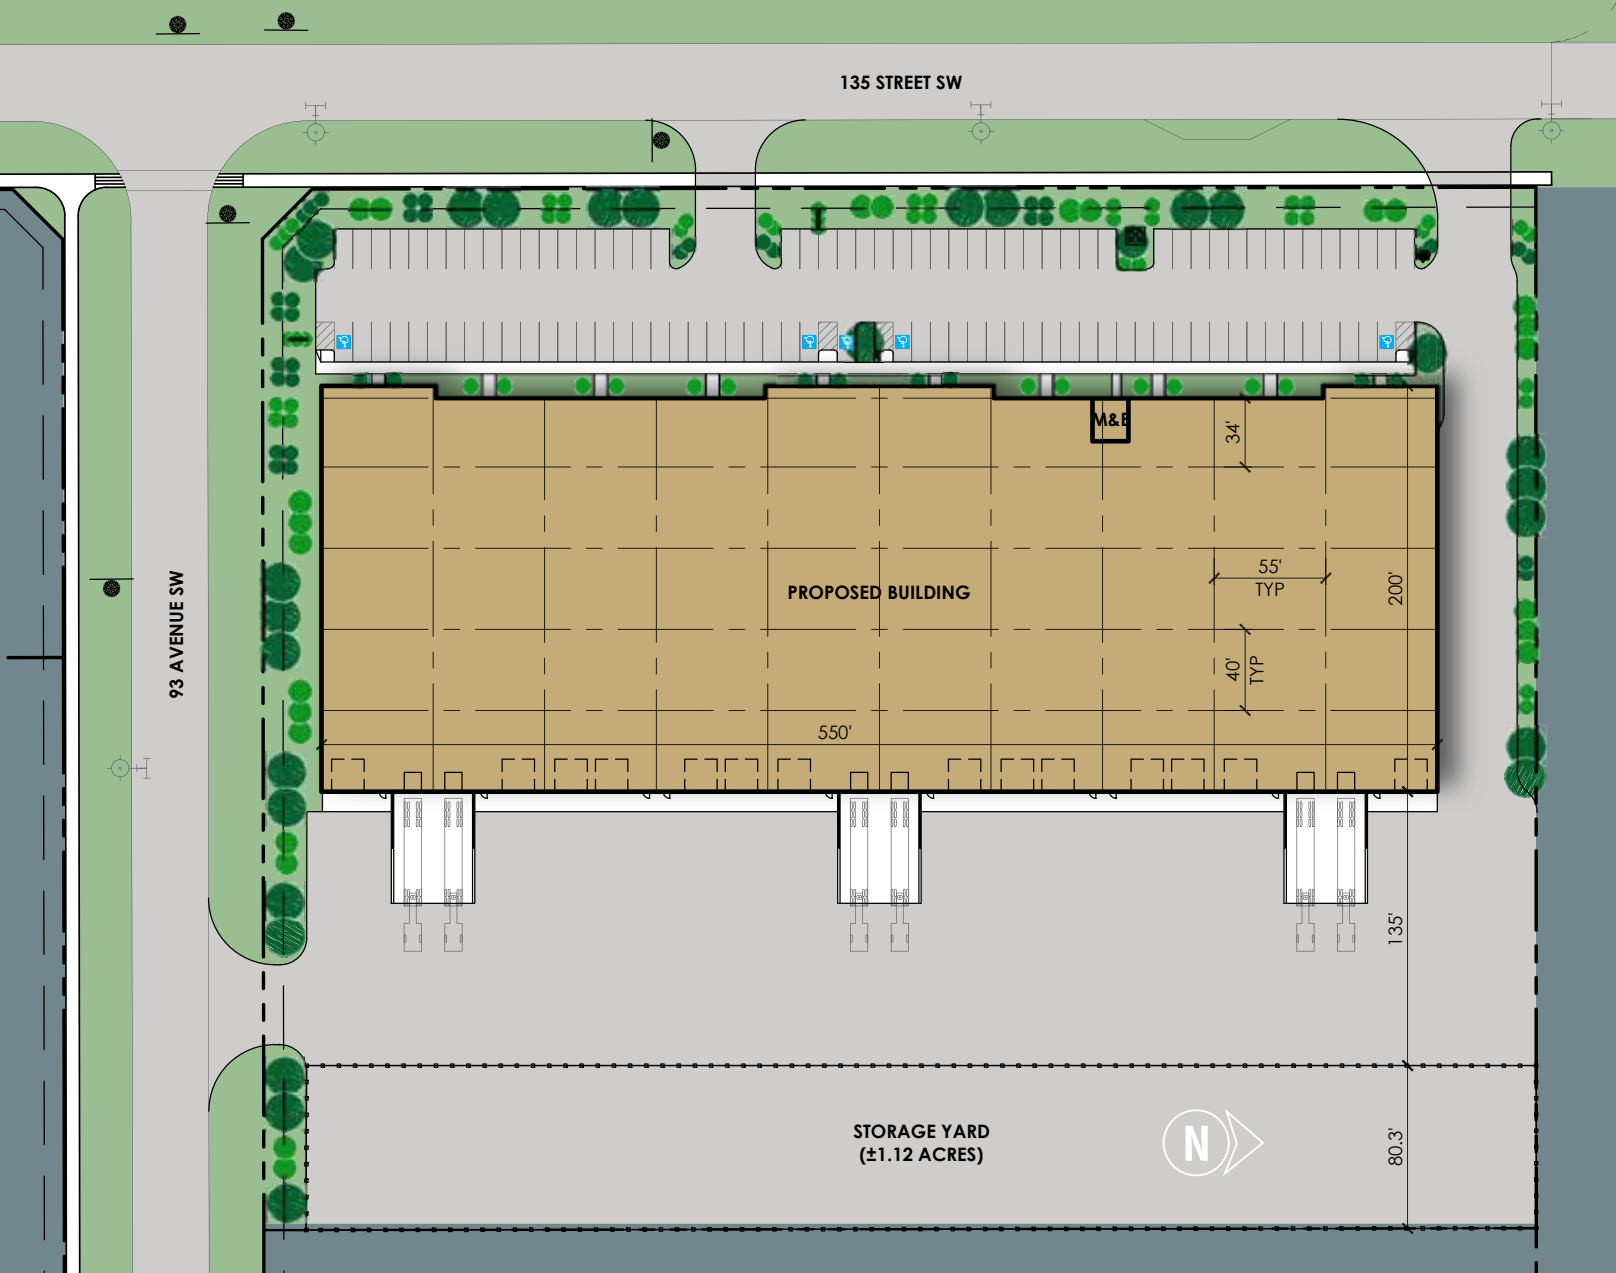 135 STREET SW
93 AVENUE SW
M&E
34'
55'
TYP
200'
PROPOSED BUILDING
40'
TYP
550'
135'
STORAGE YARD
(±1.12 ACRES)
N
80.3'